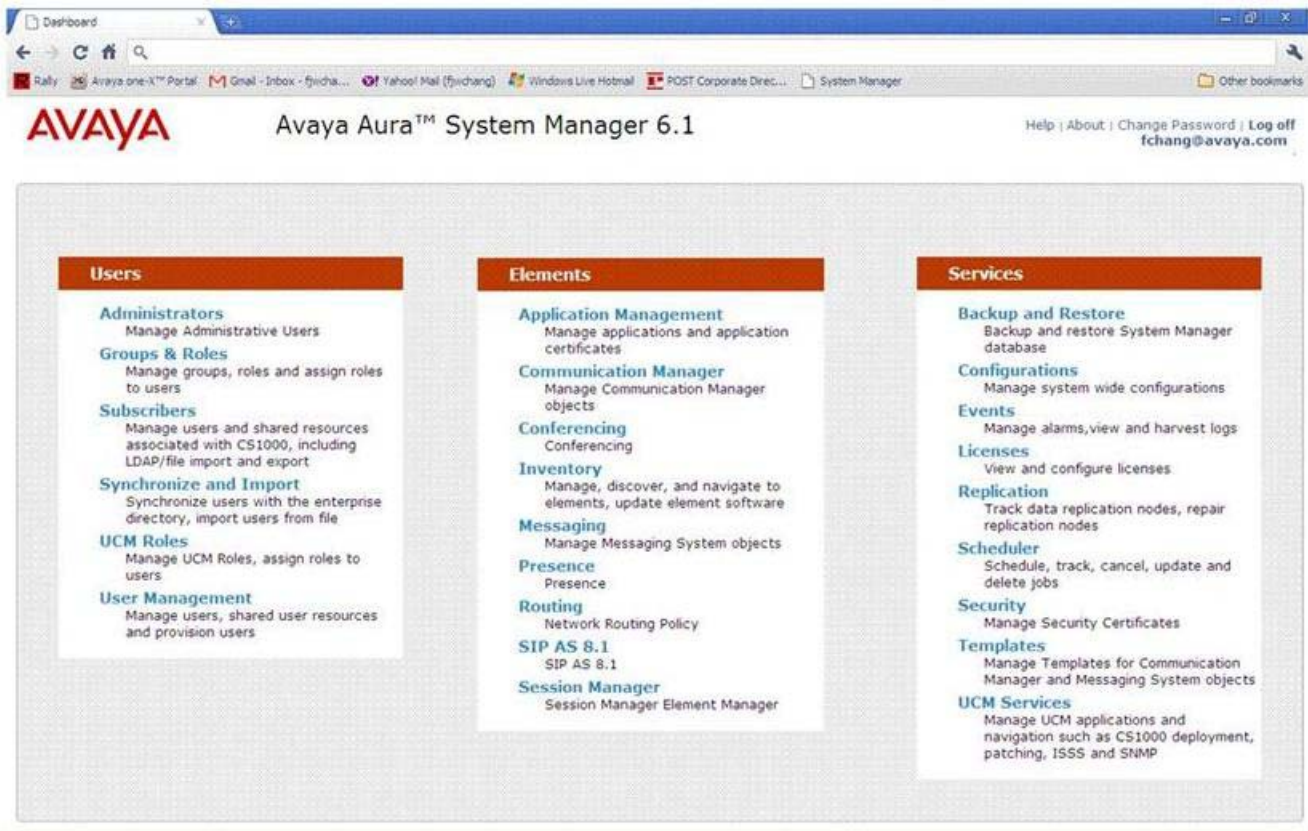 Dashboard
Rally Avaya one-X™ Portal Gmail - Inbox - fjwcha... Yahoo! Mail (fjwchang) Windows Live Hotmail POST Corporate Direc... System Manager Other bookmarks
AVAYA
Avaya Aura™ System Manager 6.1
Help | About | Change Password | Log off
fchang@avaya.com
Users
Administrators
Manage Administrative Users
Groups & Roles
Manage groups, roles and assign roles
to users
Subscribers
Manage users and shared resources
associated with CS1000, including
LDAP/file import and export
Synchronize and Import
Synchronize users with the enterprise
directory, import users from file
UCM Roles
Manage UCM Roles, assign roles to
users
User Management
Manage users, shared user resources
and provision users
Elements
Application Management
Manage applications and application
certificates
Communication Manager
Manage Communication Manager
objects
Conferencing
Conferencing
Inventory
Manage, discover, and navigate to
elements, update element software
Messaging
Manage Messaging System objects
Presence
Presence
Routing
Network Routing Policy
SIP AS 8.1
SIP AS 8.1
Session Manager
Session Manager Element Manager
Services
Backup and Restore
Backup and restore System Manager
database
Configurations
Manage system wide configurations
Events
Manage alarms,view and harvest logs
Licenses
View and configure licenses
Replication
Track data replication nodes, repair
replication nodes
Scheduler
Schedule, track, cancel, update and
delete jobs
Security
Manage Security Certificates
Templates
Manage Templates for Communication
Manager and Messaging System objects
UCM Services
Manage UCM applications and
navigation such as CS1000 deployment,
patching, ISSS and SNMP